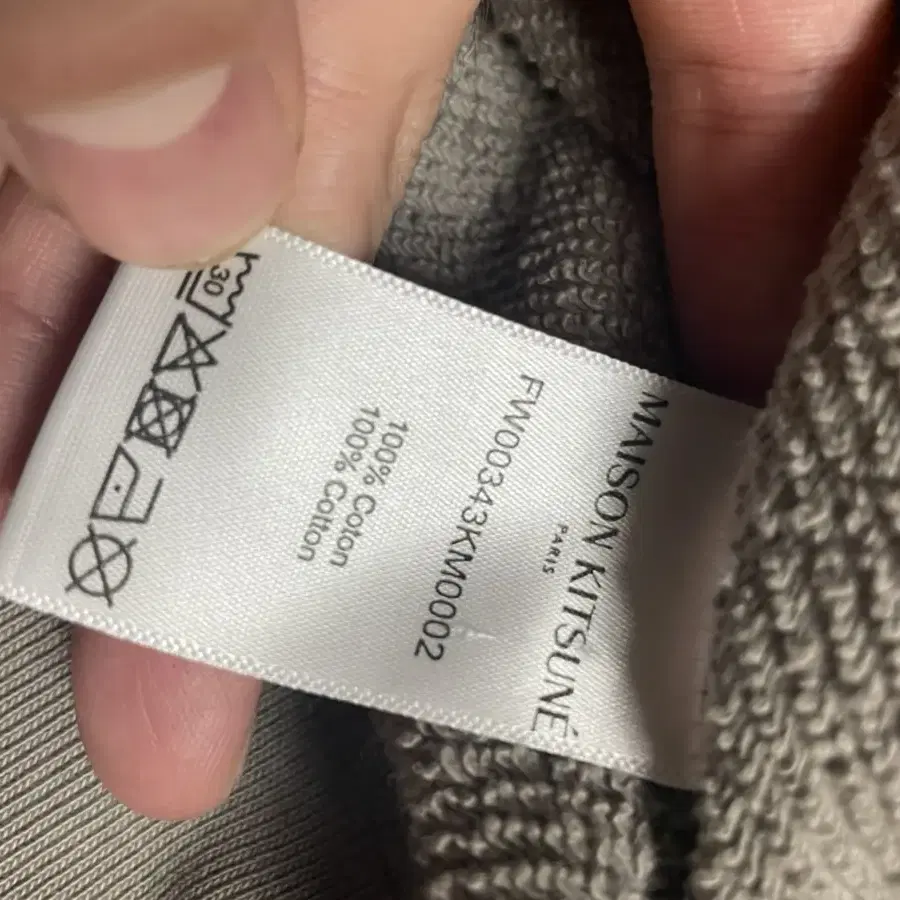 MAISON KITSUNÉ
PARIS
FW00343KM0002
100% Coton
100% Cotton
30